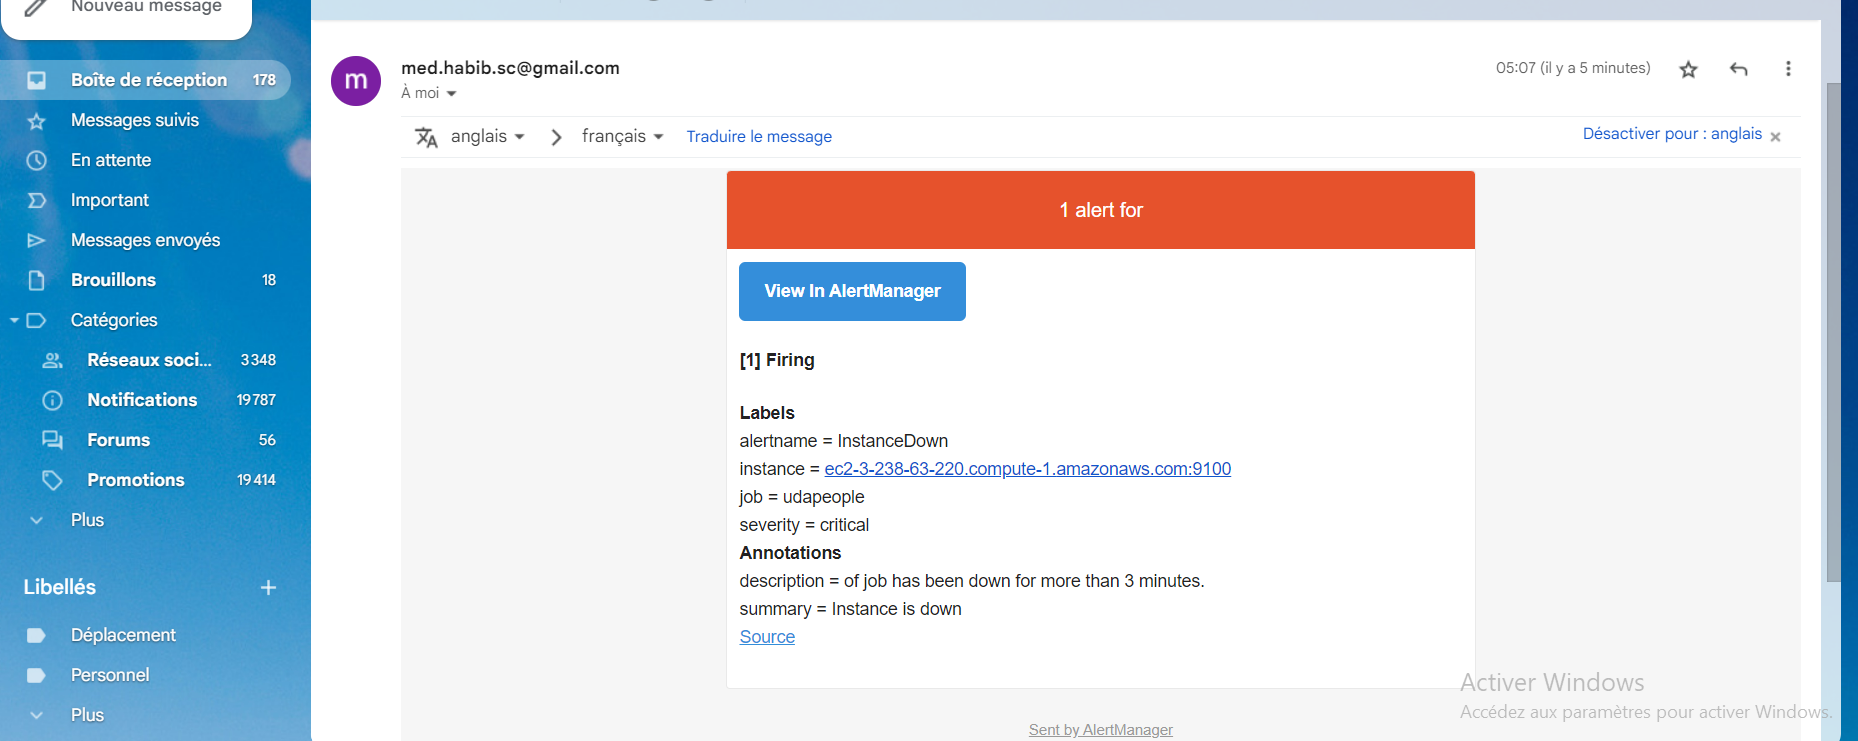 Nouveau message
Boîte de réception 178
Messages suivis
En attente
Important
Messages envoyés
Brouillons 18
Catégories
Réseaux soci... 3 348
Notifications 19 787
Forums 56
Promotions 19 414
Plus
Libellés +
Déplacement
Personnel
Plus
m
med.habib.sc@gmail.com
05:07 (il y a 5 minutes)
À moi
anglais > français Traduire le message
Désactiver pour : anglais ×
1 alert for
View In AlertManager
[1] Firing
Labels
alertname = InstanceDown
instance = ec2-3-238-63-220.compute-1.amazonaws.com:9100
job = udapeople
severity = critical
Annotations
description = of job has been down for more than 3 minutes.
summary = Instance is down
Source
Sent by AlertManager
Activer Windows
Accédez aux paramètres pour activer Windows.